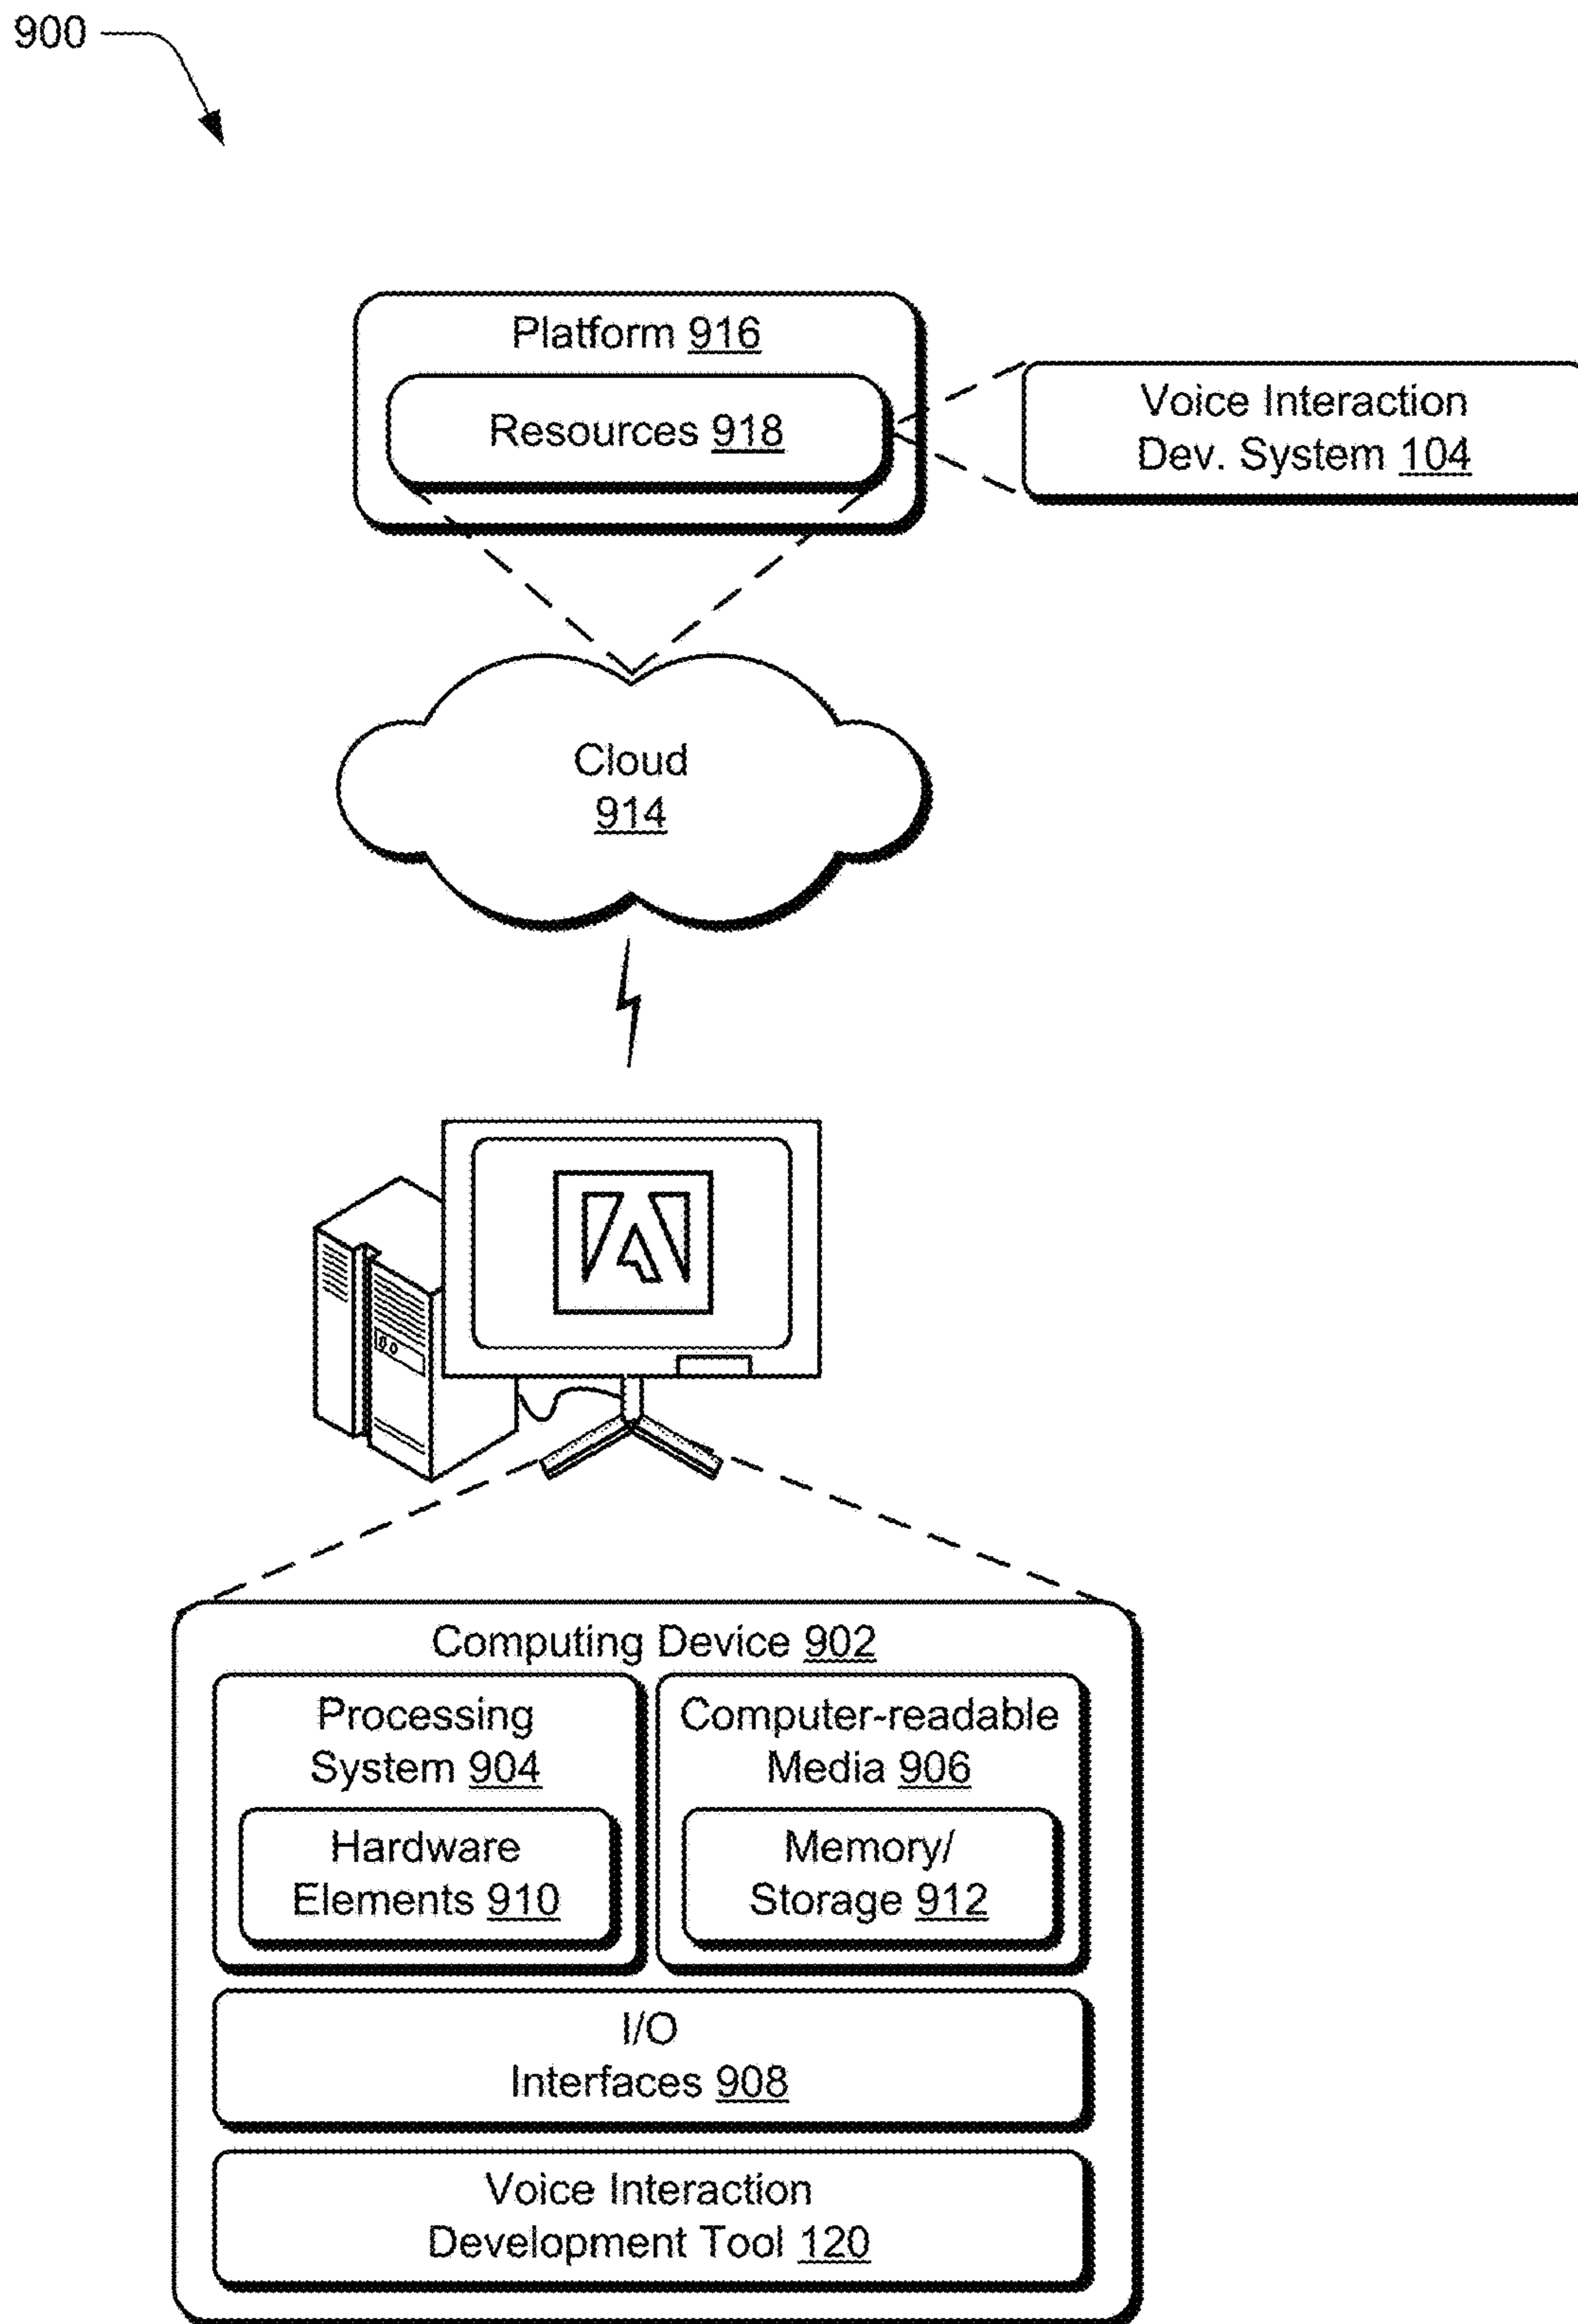 900
Platform 916
Resources 918
Voice Interaction
Dev. System 104
Cloud
914
Computing Device 902
Processing
System 904
Hardware
Elements 910
Computer-readable
Media 906
Memory/
Storage 912
I/O
Interfaces 908
Voice Interaction
Development Tool 120